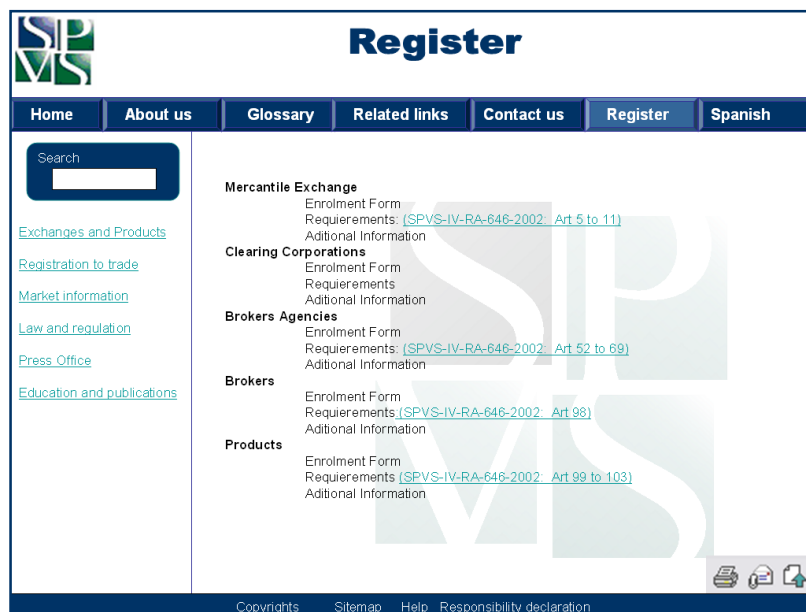 SPVS
Register
Home About us Glossary Related links Contact us Register Spanish
Search
Exchanges and Products
Registration to trade
Market information
Law and regulation
Press Office
Education and publications
Mercantile Exchange
Enrolment Form
Requierements: (SPVS-IV-RA-646-2002: Art 5 to 11)
Aditional Information
Clearing Corporations
Enrolment Form
Requierements
Aditional Information
Brokers Agencies
Enrolment Form
Requierements: (SPVS-IV-RA-646-2002: Art 52 to 69)
Aditional Information
Brokers
Enrolment Form
Requierements (SPVS-IV-RA-646-2002: Art 98)
Aditional Information
Products
Enrolment Form
Requierements (SPVS-IV-RA-646-2002: Art 99 to 103)
Aditional Information
SPVS
Copyrights Sitemap Help Responsibility declaration